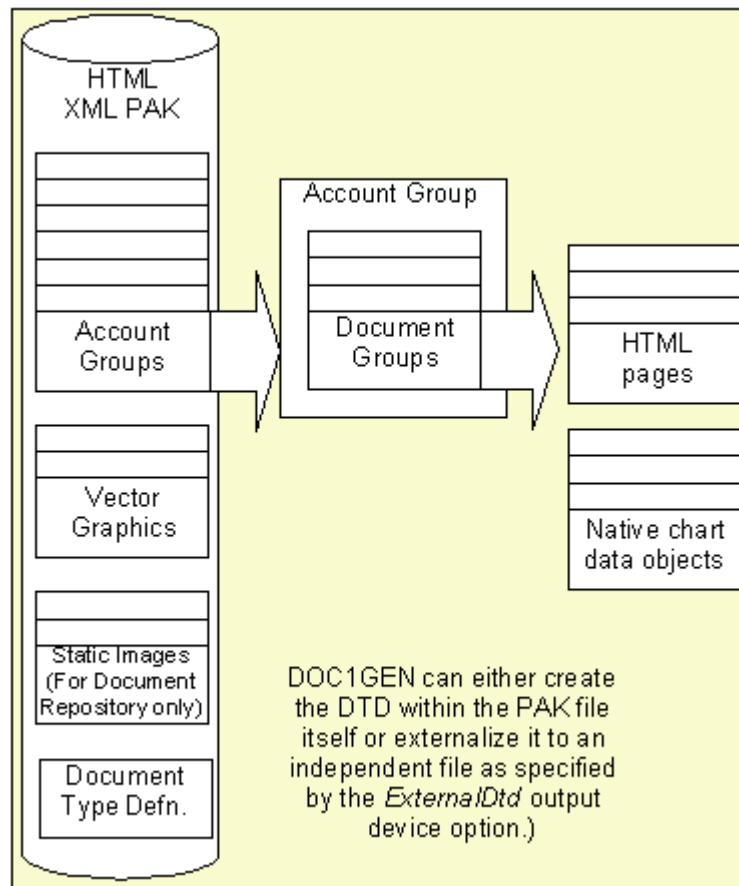 HTML
XML PAK
Account
Groups
Vector
Graphics
Static Images
(For Document
Repository only)
Document
Type Defn.
Account Group
Document
Groups
HTML
pages
Native chart
data objects
DOC1GEN can either create
the DTD within the PAK file
itself or externalize it to an
independent file as specified
by the ExternalDtd output
device option.)